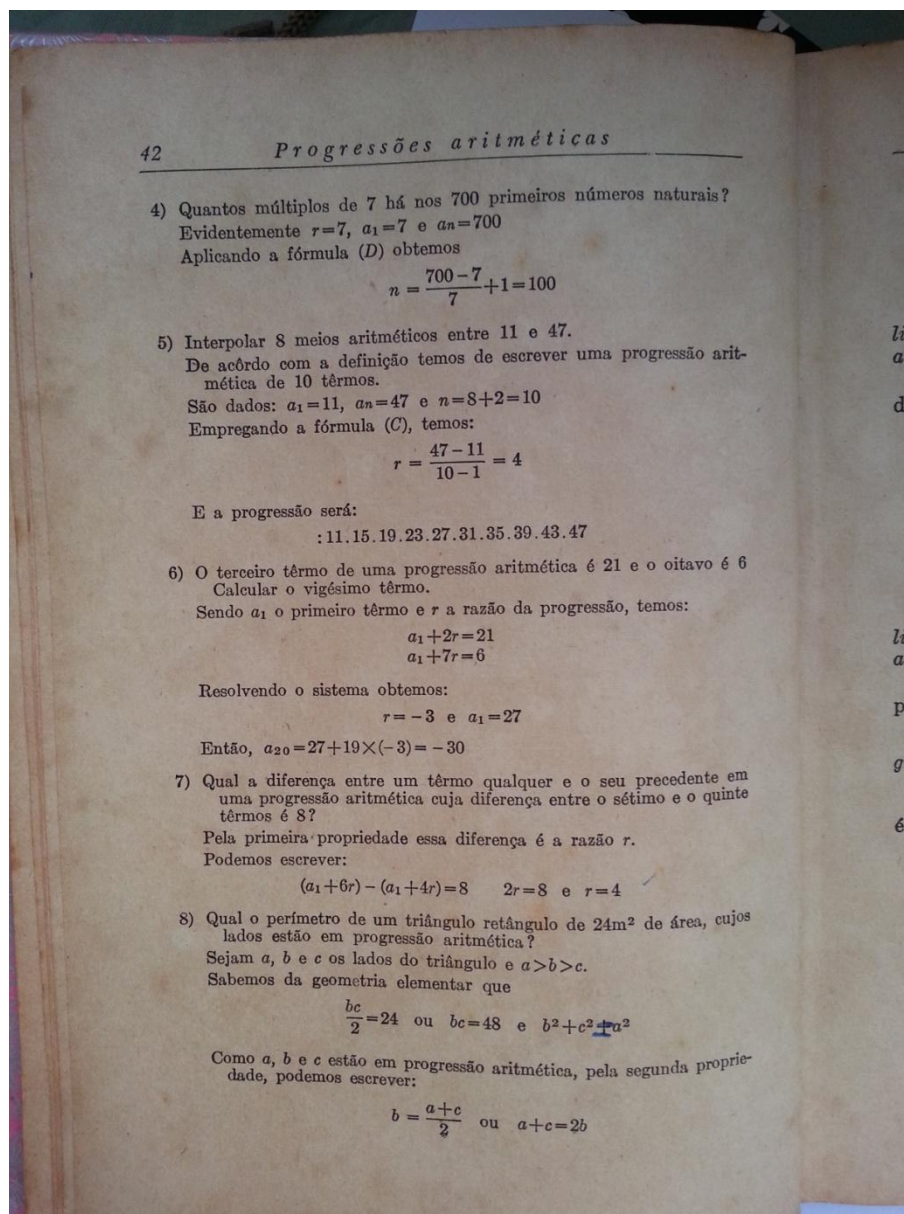 42 Progressões aritméticas
4) Quantos múltiplos de 7 há nos 700 primeiros números naturais?
Evidentemente r=7, a₁=7 e an=700
Aplicando a fórmula (D) obtemos
n = (700-7)/7 +1=100
5) Interpolar 8 meios aritméticos entre 11 e 47.
De acôrdo com a definição temos de escrever uma progressão arit-
mética de 10 têrmos.
São dados: a₁=11, an=47 e n=8+2=10
Empregando a fórmula (C), temos:
r = (47-11)/(10-1) = 4
E a progressão será:
:11.15.19.23.27.31.35.39.43.47
6) O terceiro têrmo de uma progressão aritmética é 21 e o oitavo é 6
Calcular o vigésimo têrmo.
Sendo a₁ o primeiro têrmo e r a razão da progressão, temos:
a₁+2r=21
a₁+7r=6
Resolvendo o sistema obtemos:
r=-3 e a₁=27
Então, a₂₀=27+19×(-3)=-30
7) Qual a diferença entre um têrmo qualquer e o seu precedente em
uma progressão aritmética cuja diferença entre o sétimo e o quinte
têrmos é 8?
Pela primeira propriedade essa diferença é a razão r.
Podemos escrever:
(a₁+6r)-(a₁+4r)=8 2r=8 e r=4
8) Qual o perímetro de um triângulo retângulo de 24m² de área, cujos
lados estão em progressão aritmética?
Sejam a, b e c os lados do triângulo e a>b>c.
Sabemos da geometria elementar que
bc/2=24 ou bc=48 e b²+c²+a²
Como a, b e c estão em progressão aritmética, pela segunda proprie-
dade, podemos escrever:
b = (a+c)/2 ou a+c=2b
li
a
d
li
a
p
g
é